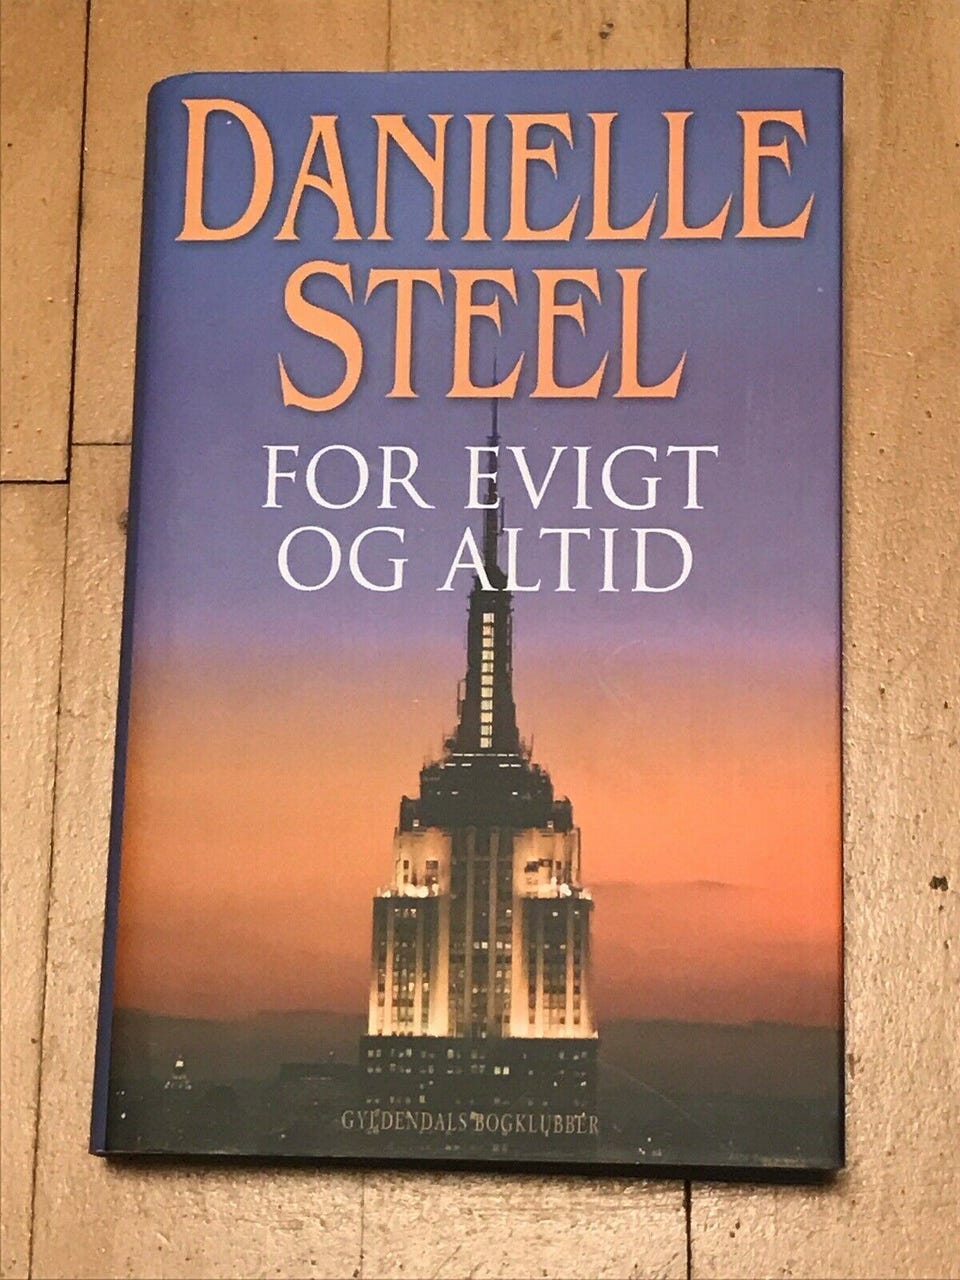 DANIELLE
STEEL
FOR EVIGT
OG ALTID
GYLDENDALS BOGKLUBBER